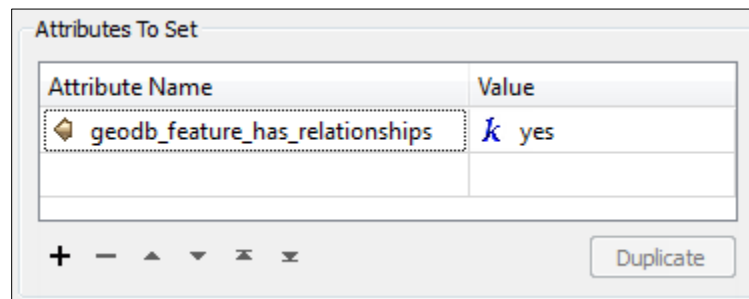 Attributes To Set
Attribute Name Value
geodb_feature_has_relationships k yes
Duplicate